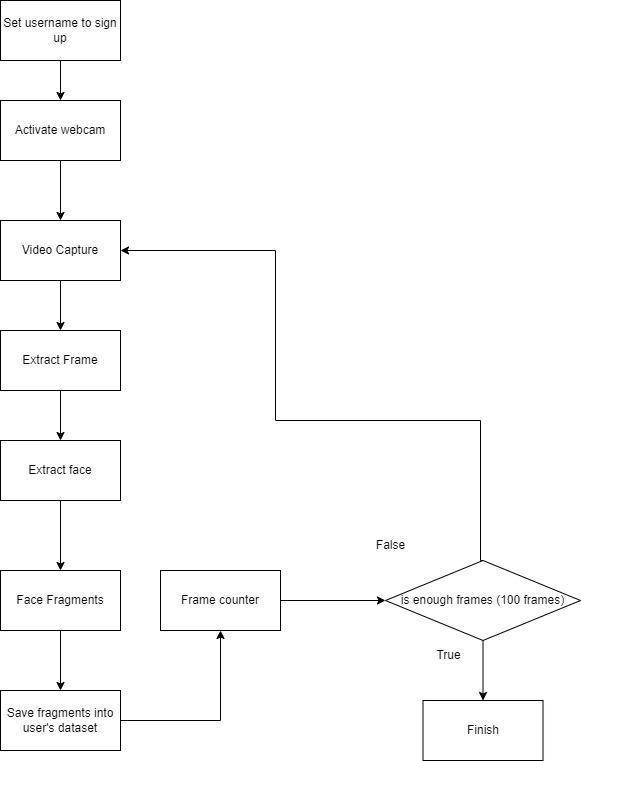 Set username to sign
up
Activate webcam
Video Capture
Extract Frame
Extract face
False
Face Fragments
Frame counter
is enough frames (100 frames)
True
Save fragments into
user's dataset
Finish